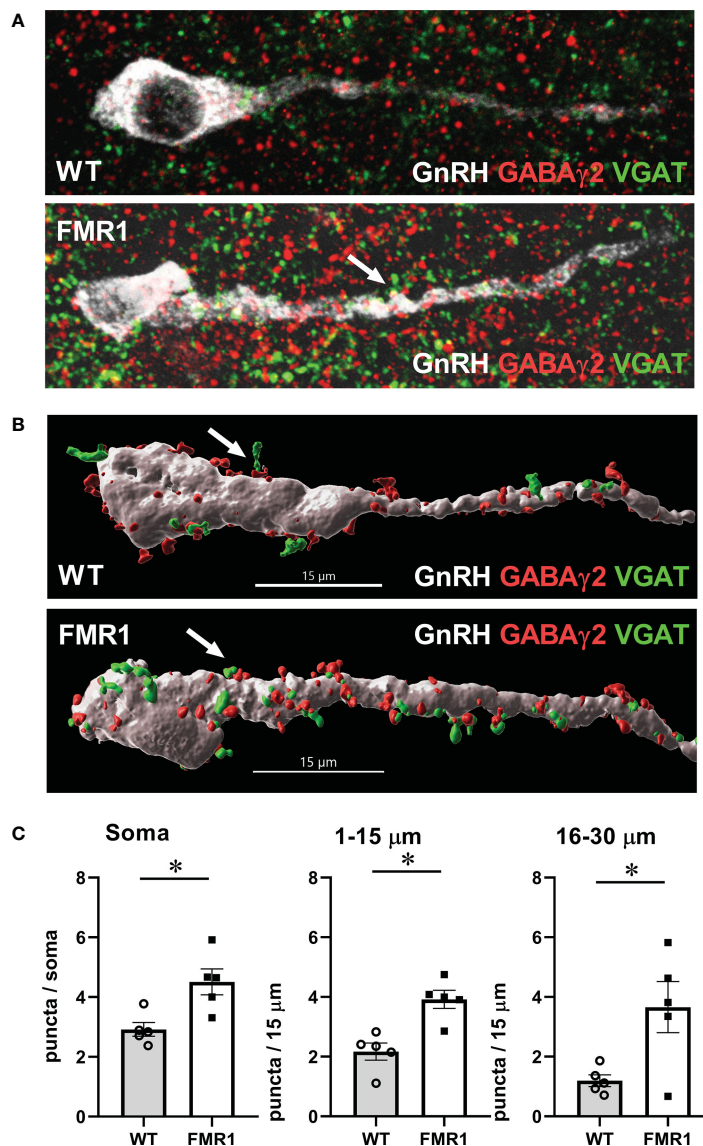 A
WT
GnRH GABAγ2 VGAT
FMR1
GnRH GABAγ2 VGAT
B
15 μm
WT
GnRH GABAγ2 VGAT
FMR1
GnRH GABAγ2 VGAT
15 μm
C
Soma
1-15 μm
16-30 μm
*
*
*
puncta / soma
8
6
4
2
0
WT
FMR1
puncta / 15 μm
8
6
4
2
0
WT
FMR1
puncta / 15 μm
8
6
4
2
0
WT
FMR1